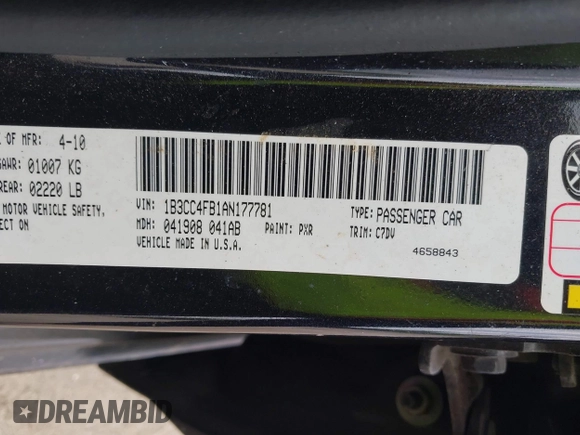 OF MFR: 4-10
GAWR: 01007 KG
REAR: 02220 LB
MOTOR VEHICLE SAFETY,
ECT ON
VIN: 1B3CC4FB1AN177781
TYPE: PASSENGER CAR
MDH: 041908 041AB
PAINT: PXR
TRIM: C7DV
VEHICLE MADE IN U.S.A.
4658843
DREAMBID